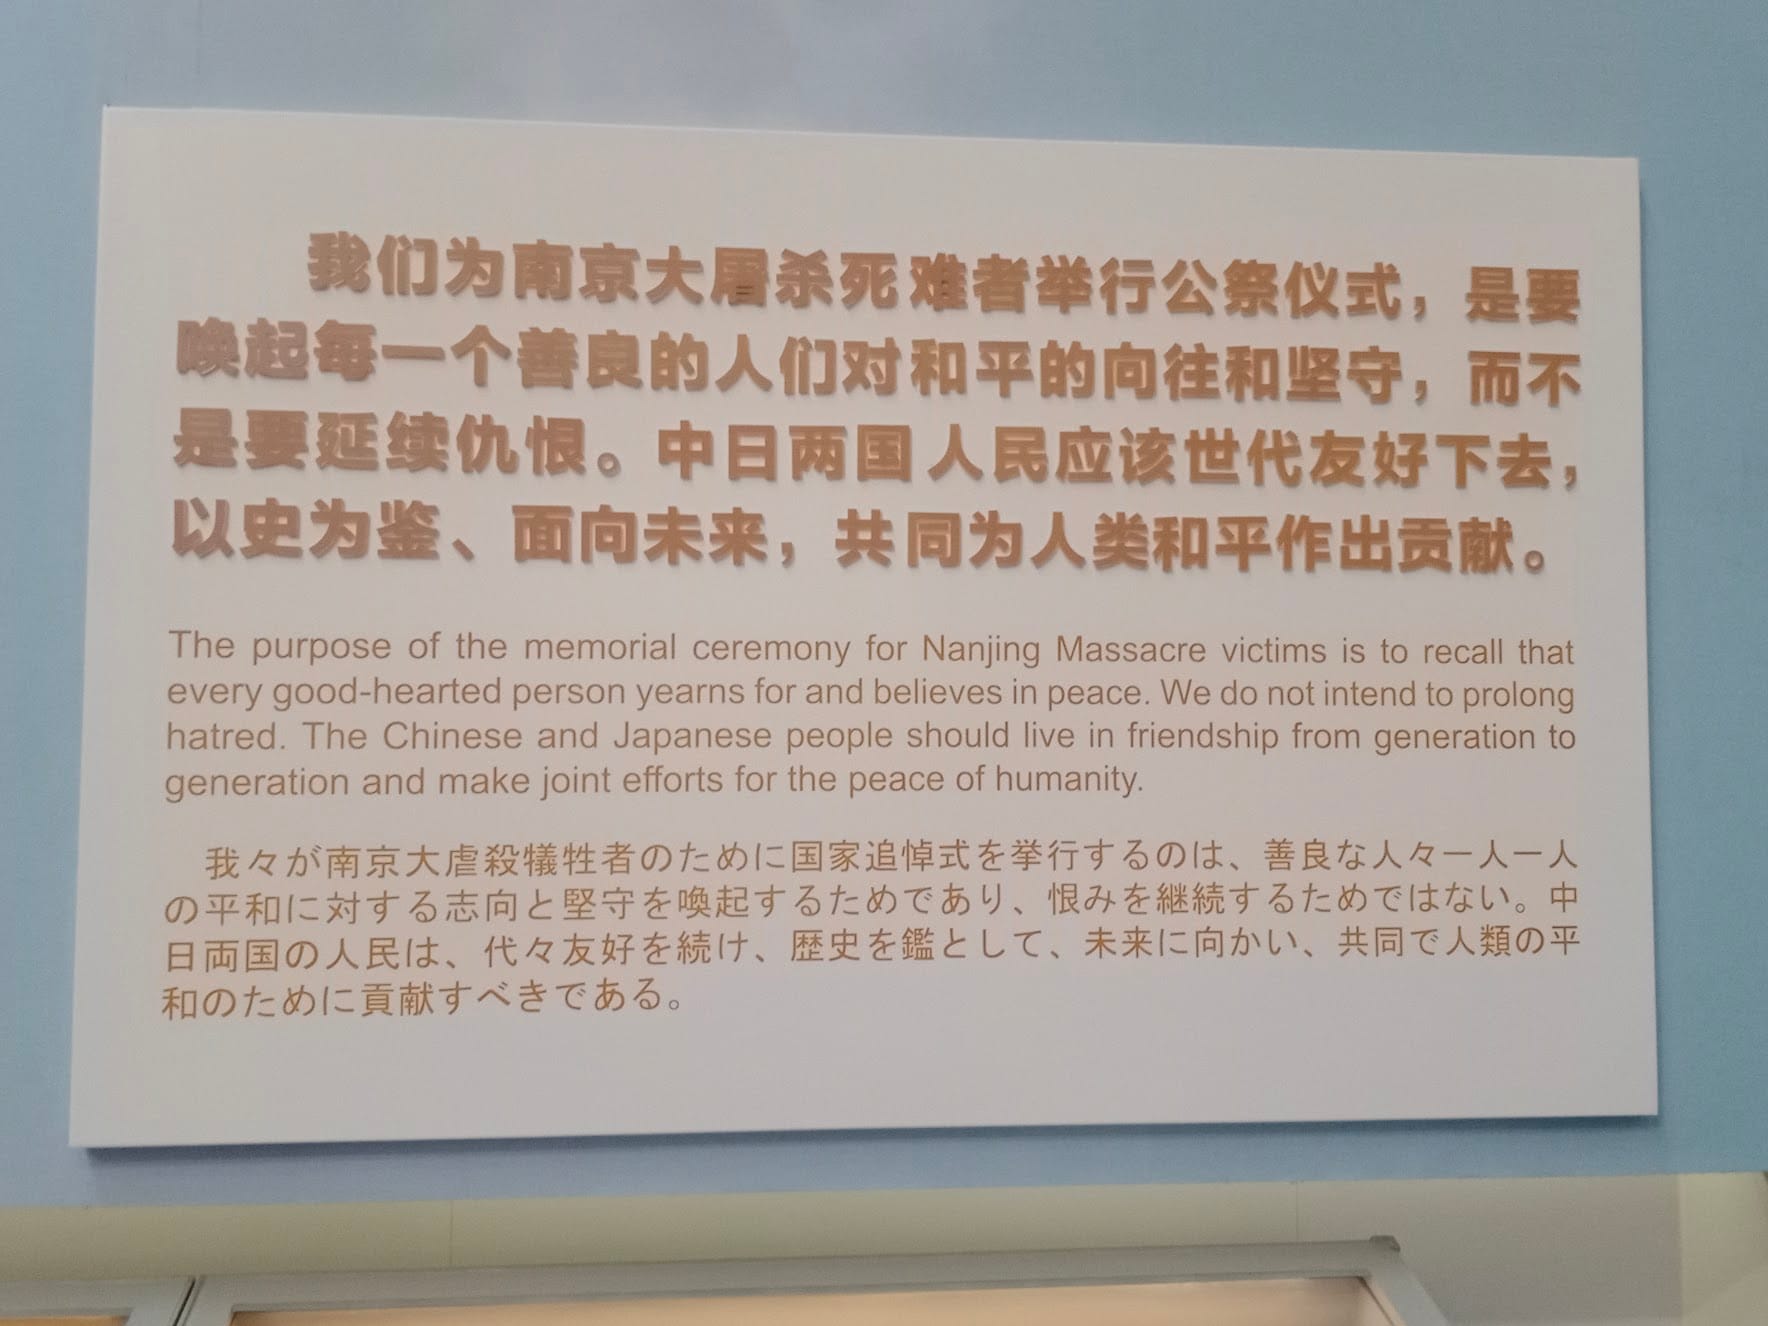 我们为南京大屠杀死难者举行公祭仪式，是要
唤起每一个善良的人们对和平的向往和坚守，而不
是要延续仇恨。中日两国人民应该世代友好下去，
以史为鉴、面向未来，共同为人类和平作出贡献。
The purpose of the memorial ceremony for Nanjing Massacre victims is to recall that
every good-hearted person yearns for and believes in peace. We do not intend to prolong
hatred. The Chinese and Japanese people should live in friendship from generation to
generation and make joint efforts for the peace of humanity.
我々が南京大虐殺犠牲者のために国家追悼式を挙行するのは、善良な人々一人一人
の平和に対する志向と堅守を喚起するためであり、恨みを継続するためではない。中
日両国の人民は、代々友好を続け、歴史を鑑として、未来に向かい、共同で人類の平
和のために貢献すべきである。